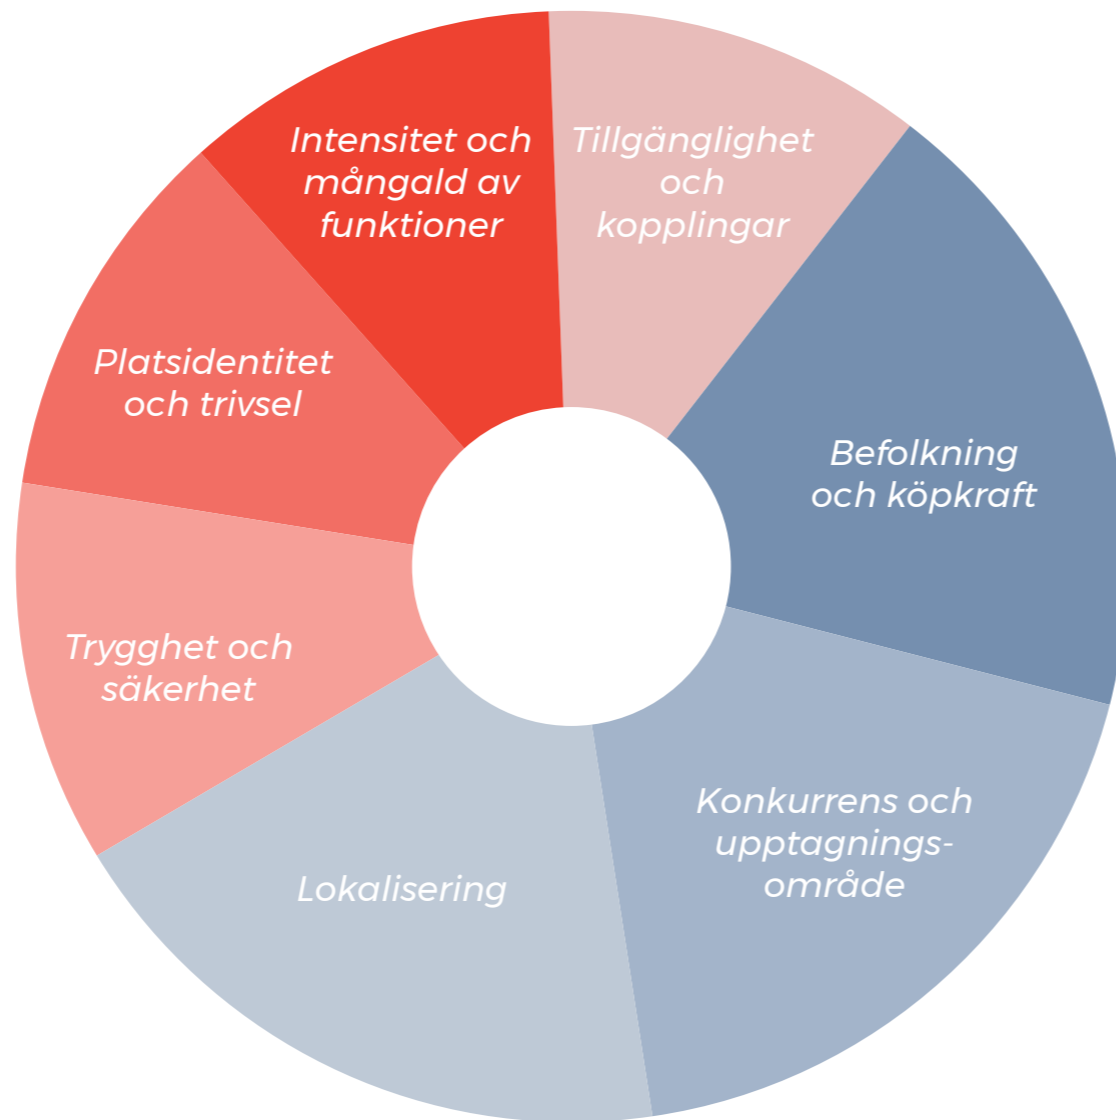 Intensitet och
mångald av
funktioner
Tillgänglighet
och
kopplingar
Platsidentitet
och trivsel
Befolkning
och köpkraft
Trygghet och
säkerhet
Konkurrens och
upptagnings-
område
Lokalisering